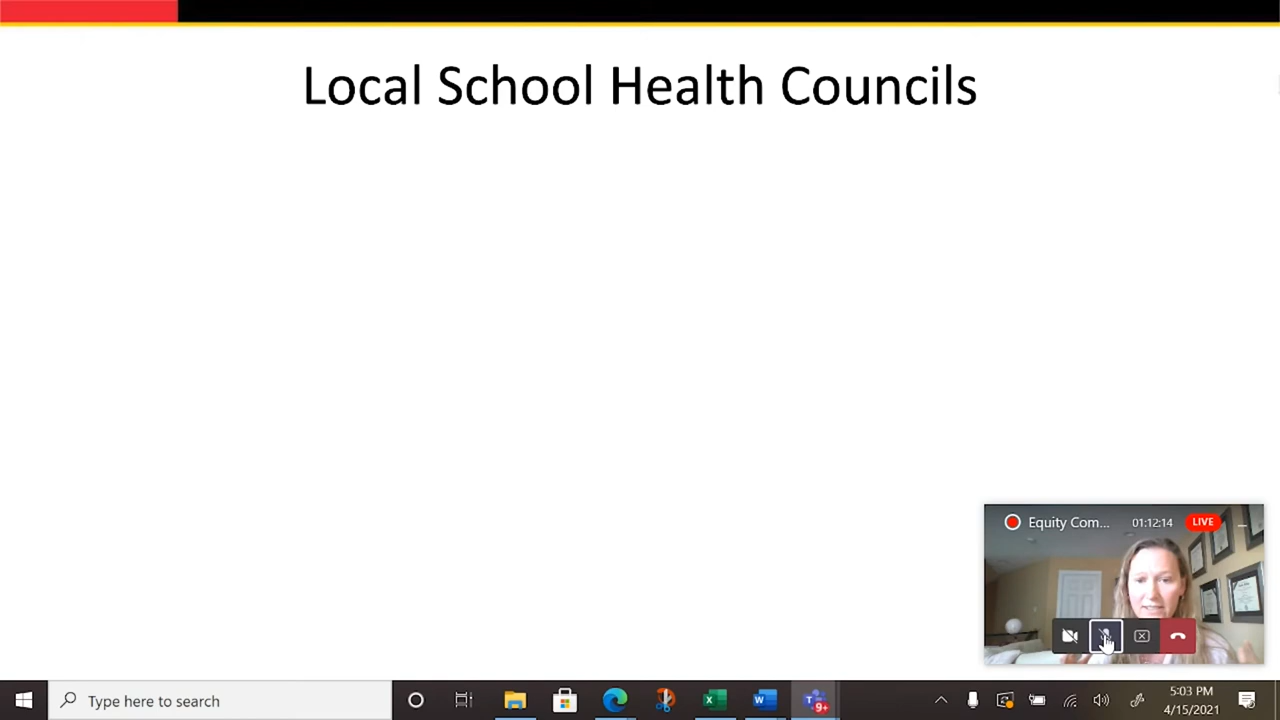 Local School Health Councils
Equity Com...
01:12:14
LIVE
9+
Type here to search
5:03 PM
4/15/2021